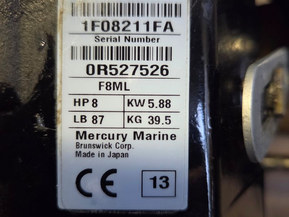 1F08211FA
Serial Number
0R527526
F8ML
HP 8 KW 5.88
LB 87 KG 39.5
Mercury Marine
Brunswick Corp.
Made in Japan
CE 13